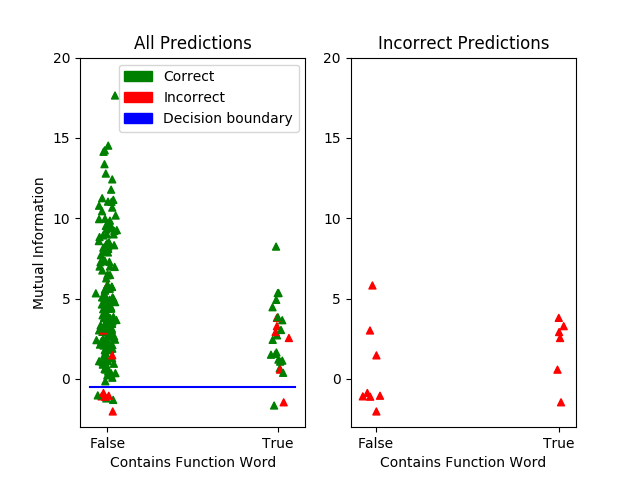 All Predictions
Correct
Incorrect
Decision boundary
20
15
10
5
0
Mutual Information
False
True
Contains Function Word
Incorrect Predictions
20
15
10
5
0
False
True
Contains Function Word